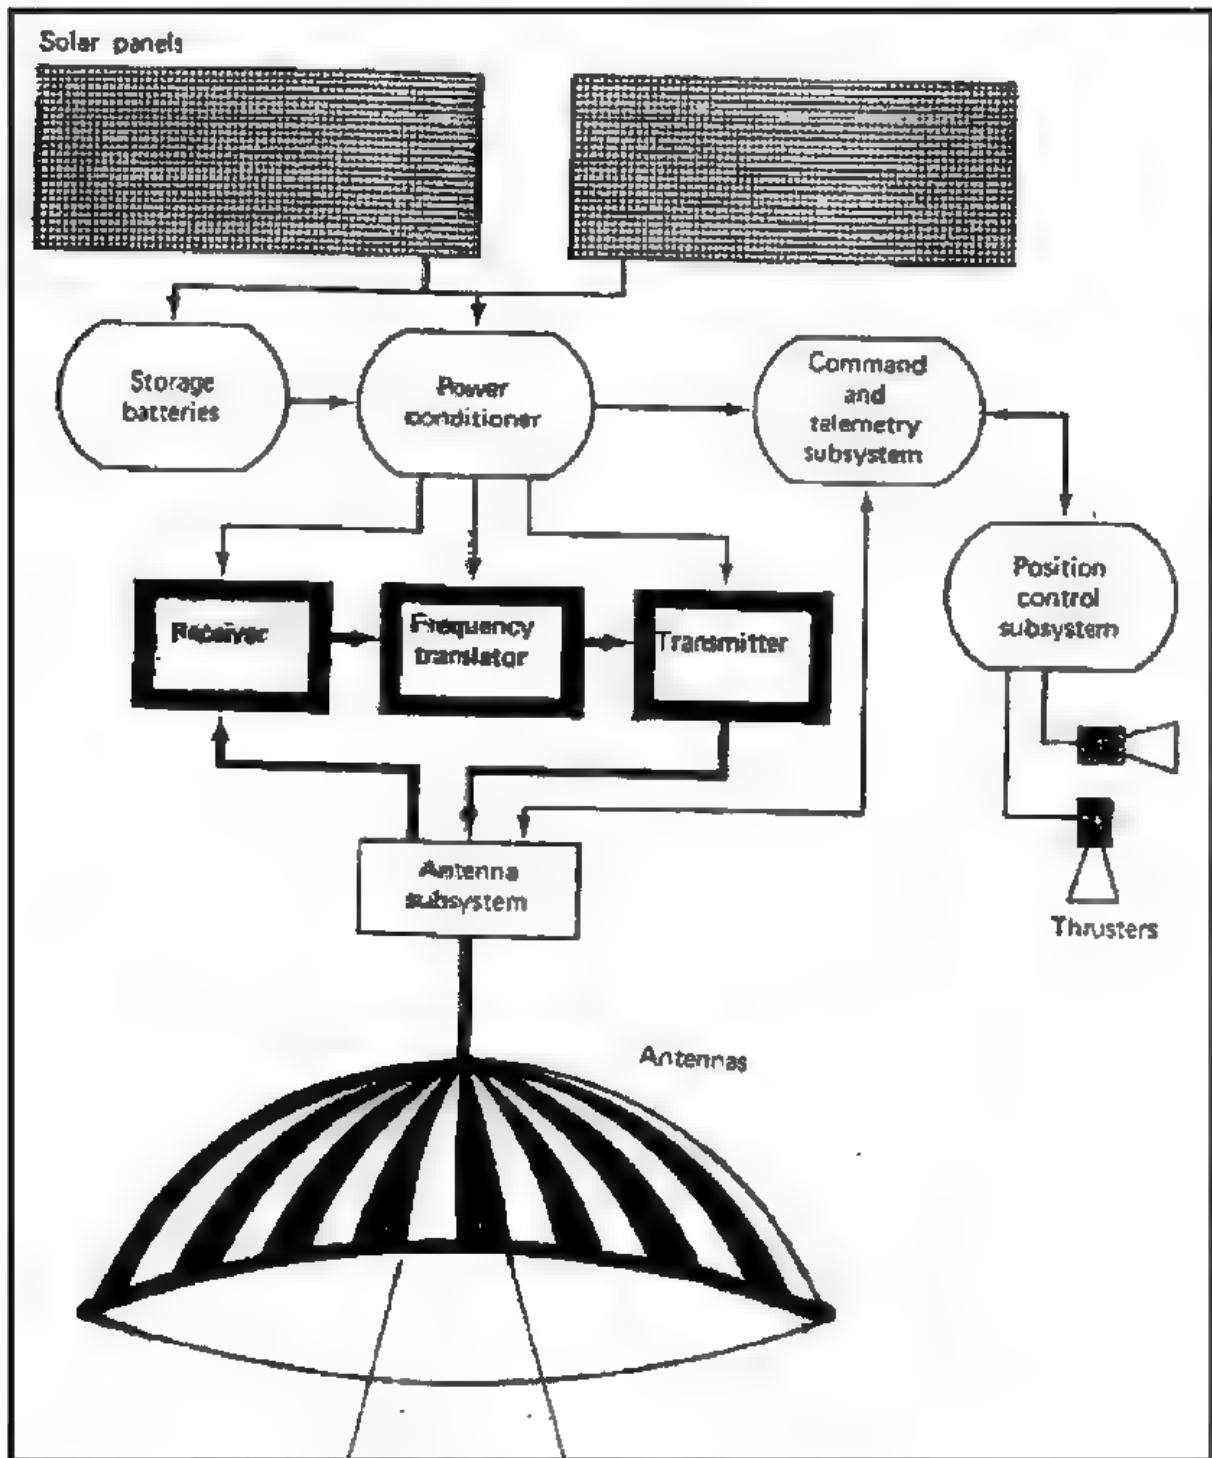 Solar panels
Storage
batteries
Power
conditioner
Command
and
telemetry
subsystem
Position
control
subsystem
Receiver
Frequency
translator
Transmitter
Antenna
subsystem
Thrusters
Antennas